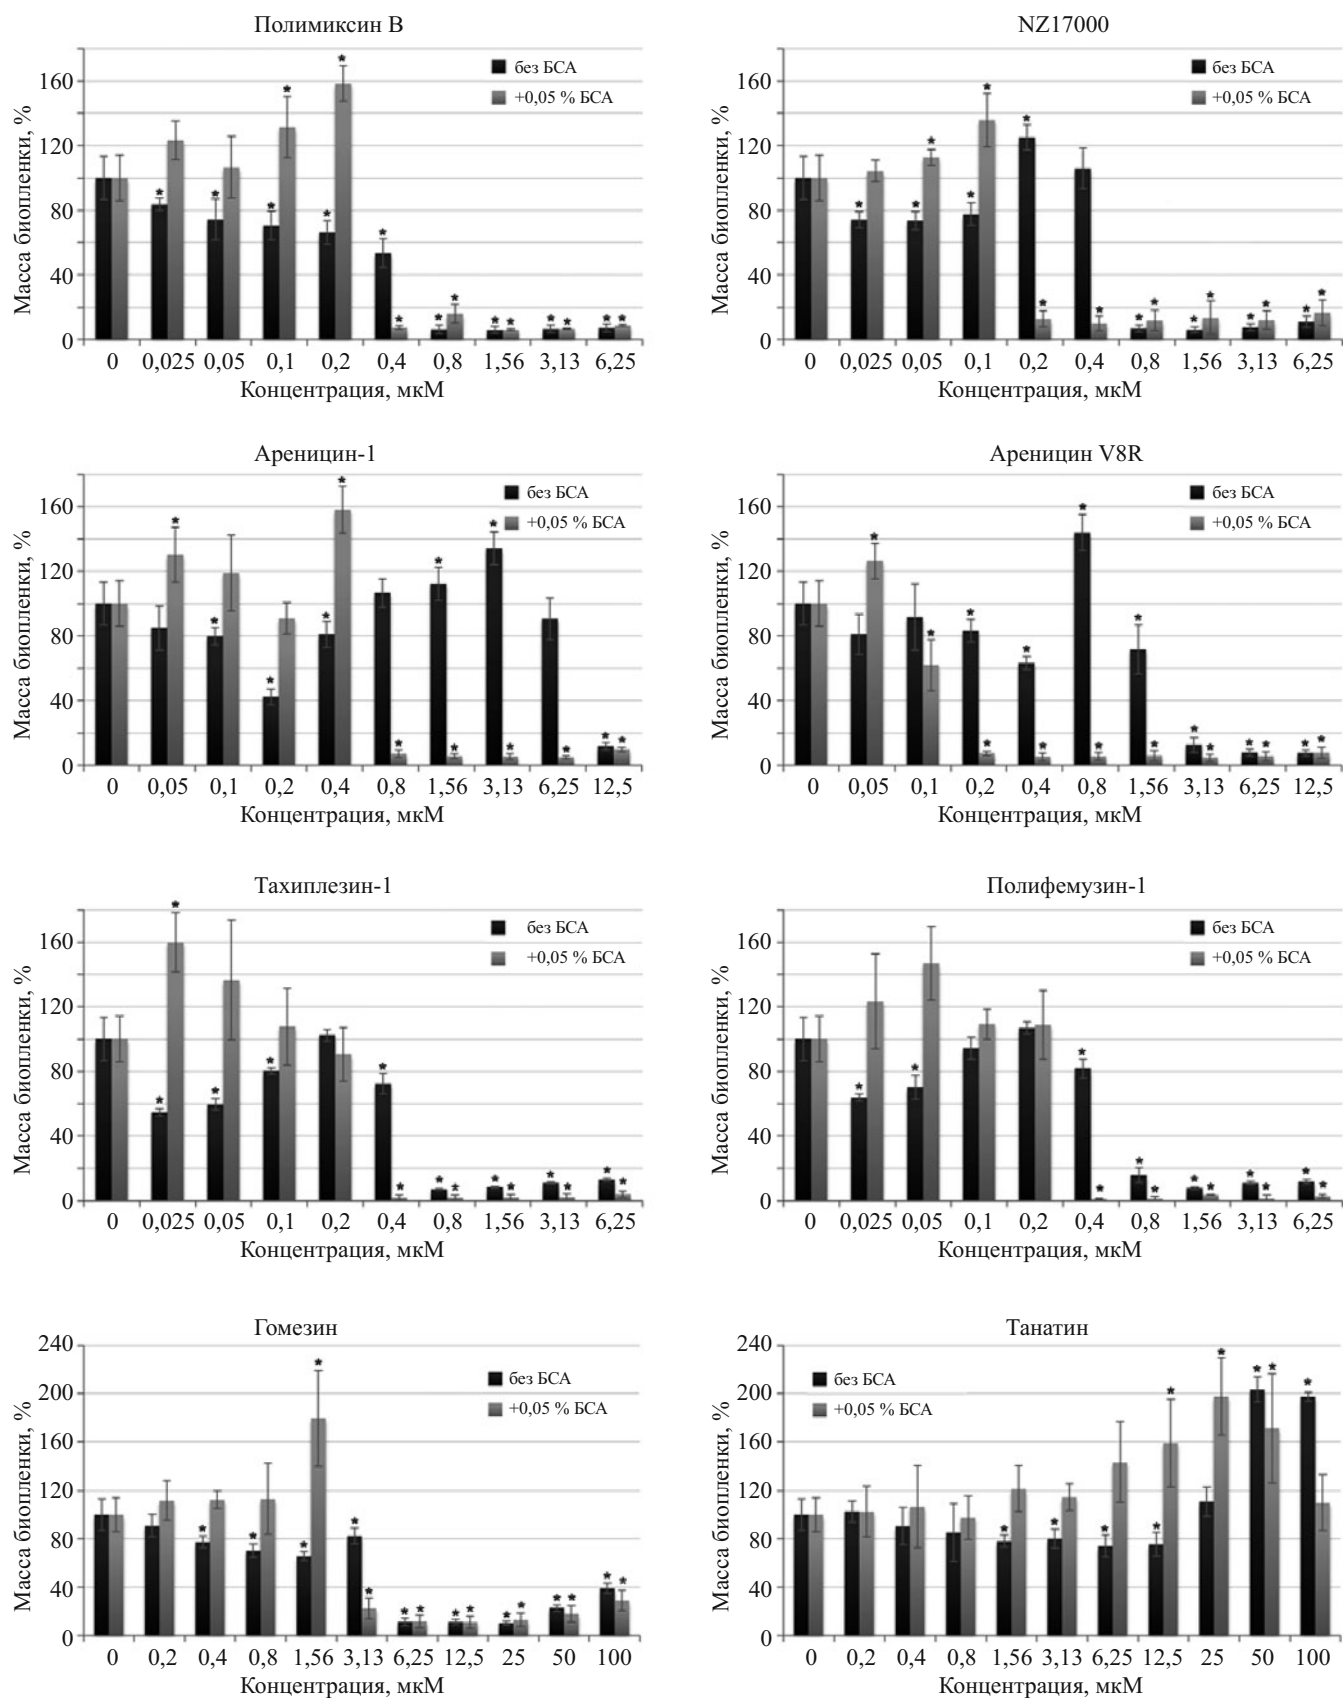 Полимиксин B
Масса биопленки, %
160
120
80
40
0
без БСА
+0,05 % БСА
0 0,025 0,05 0,1 0,2 0,4 0,8 1,56 3,13 6,25
Концентрация, мкМ
NZ17000
Масса биопленки, %
160
120
80
40
0
без БСА
+0,05 % БСА
0 0,025 0,05 0,1 0,2 0,4 0,8 1,56 3,13 6,25
Концентрация, мкМ
Ареницин-1
Масса биопленки, %
160
120
80
40
0
без БСА
+0,05 % БСА
0 0,05 0,1 0,2 0,4 0,8 1,56 3,13 6,25 12,5
Концентрация, мкМ
Ареницин V8R
Масса биопленки, %
160
120
80
40
0
без БСА
+0,05 % БСА
0 0,05 0,1 0,2 0,4 0,8 1,56 3,13 6,25 12,5
Концентрация, мкМ
Тахиплезин-1
Масса биопленки, %
160
120
80
40
0
без БСА
+0,05 % БСА
0 0,025 0,05 0,1 0,2 0,4 0,8 1,56 3,13 6,25
Концентрация, мкМ
Полифемузин-1
Масса биопленки, %
160
120
80
40
0
без БСА
+0,05 % БСА
0 0,025 0,05 0,1 0,2 0,4 0,8 1,56 3,13 6,25
Концентрация, мкМ
Гомезин
Масса биопленки, %
240
200
160
120
80
40
0
без БСА
+0,05 % БСА
0 0,2 0,4 0,8 1,56 3,13 6,25 12,5 25 50 100
Концентрация, мкМ
Танатин
Масса биопленки, %
240
200
160
120
80
40
0
без БСА
+0,05 % БСА
0 0,2 0,4 0,8 1,56 3,13 6,25 12,5 25 50 100
Концентрация, мкМ